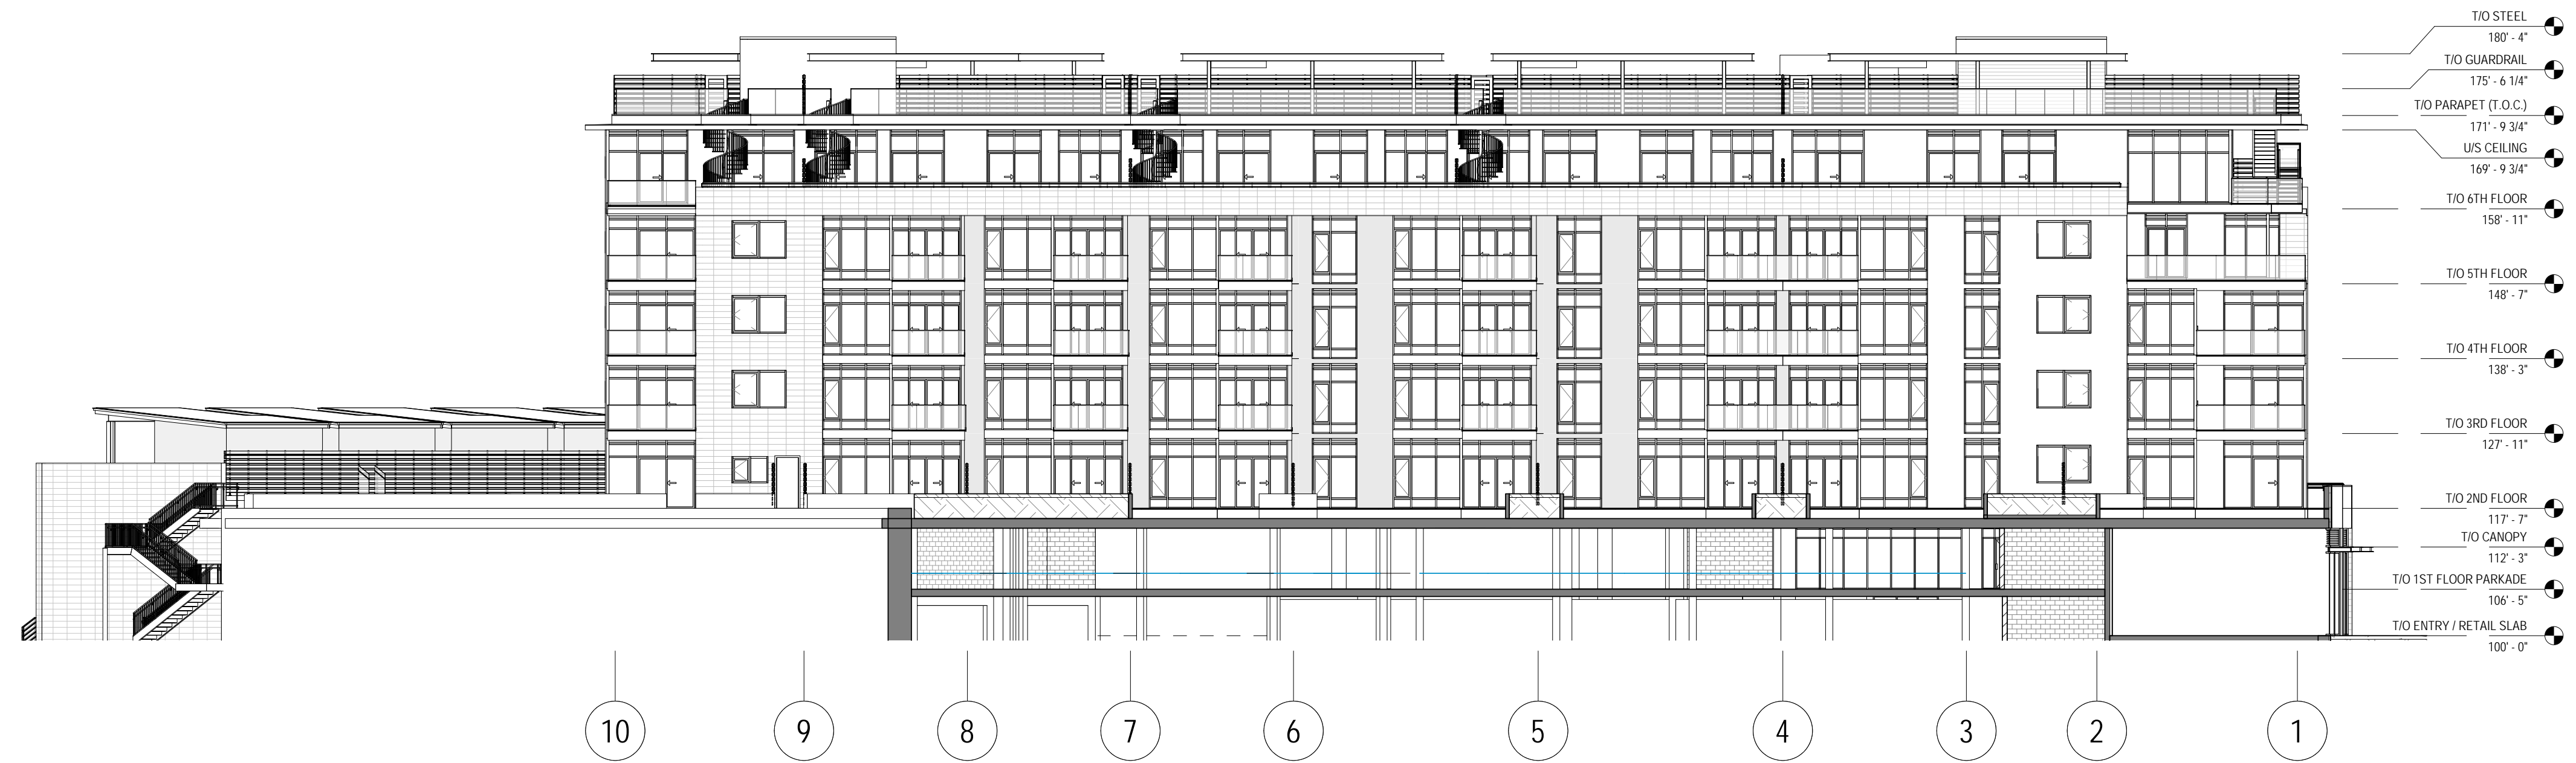 T/O STEEL
180' - 4"
T/O GUARDRAIL
175' - 6 1/4"
T/O PARAPET (T.O.C.)
171' - 9 3/4"
U/S CEILING
169' - 9 3/4"
T/O 6TH FLOOR
158' - 11"
T/O 5TH FLOOR
148' - 7"
T/O 4TH FLOOR
138' - 3"
T/O 3RD FLOOR
127' - 11"
T/O 2ND FLOOR
117' - 7"
T/O CANOPY
112' - 3"
T/O 1ST FLOOR PARKADE
106' - 5"
T/O ENTRY / RETAIL SLAB
100' - 0"
10 9 8 7 6 5 4 3 2 1